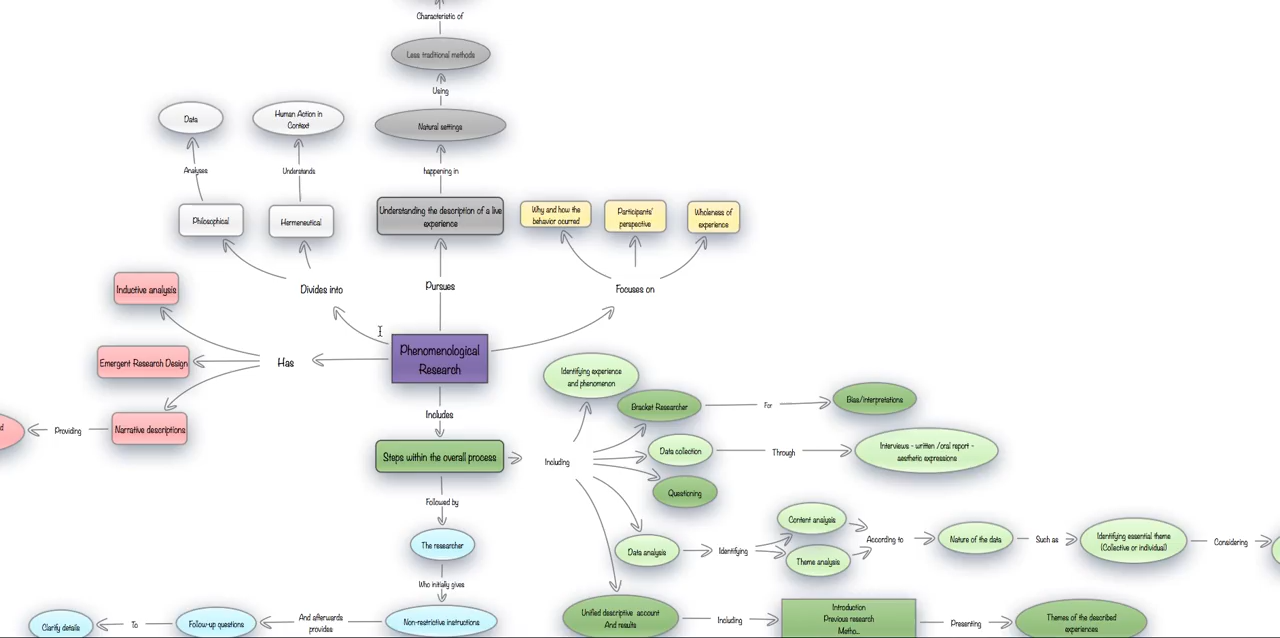 Characteristic of
Less traditional methods
Using
Data
Human Action in
Context
Natural settings
Analyses
Understands
happening in
Philosophical
Hermeneutical
Understanding the description of a live
experience
Why and how the
behavior ocurred
Participants'
perspective
Wholeness of
experience
Inductive analysis
Divides into
Pursues
Focuses on
Emergent Research Design
Has
Phenomenological
Research
Identifying experience
and phenomenon
Bracket Researcher
For
Bias/Interpretations
Providing
Narrative descriptions
Includes
Steps within the overall process
Including
Data collection
Through
Interviews - written /oral report -
aesthetic expressions
Questioning
Followed by
The researcher
Data analysis
Identifying
Content analysis
Theme analysis
According to
Nature of the data
Such as
Identifying essential theme
(Collective or individual)
Considering
Who initially gives
Clarify details
To
Follow-up questions
And afterwards
provides
Non-restrictive instructions
Unified descriptive account
And results
Including
Introduction
Previous research
Metho...
Presenting
Themes of the described
experiences